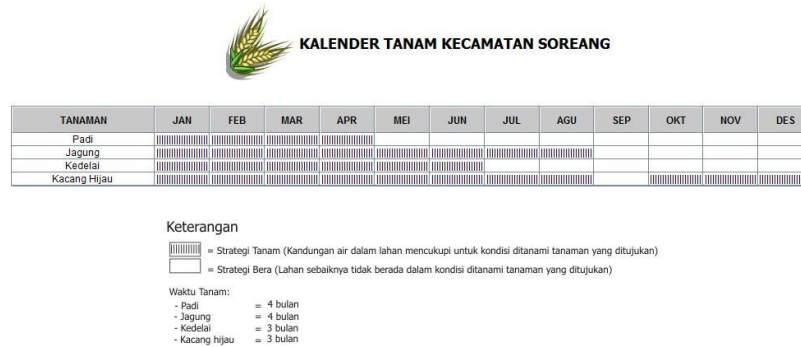 KALENDER TANAM KECAMATAN SOREANG
TANAMAN JAN FEB MAR APR MEI JUN JUL AGU SEP OKT NOV DES
Padi
Jagung
Kedelai
Kacang Hijau
Keterangan
= Strategi Tanam (Kandungan air dalam lahan mencukupi untuk kondisi ditanami tanaman yang ditujukan)
= Strategi Bera (Lahan sebaiknya tidak berada dalam kondisi ditanami tanaman yang ditujukan)
Waktu Tanam:
- Padi = 4 bulan
- Jagung = 4 bulan
- Kedelai = 3 bulan
- Kacang hijau = 3 bulan